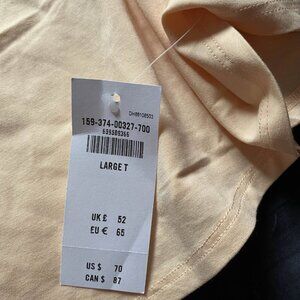 159-374-00327-700
LARGE T
UK £ 52
EU € 65
US $ 70
CAN $ 87